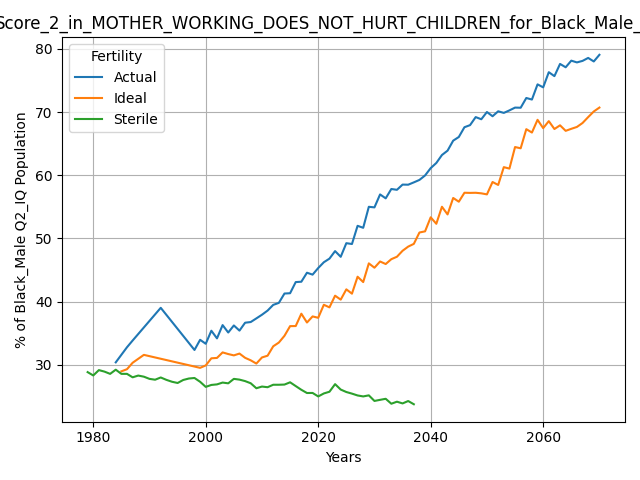 Score_2_in_MOTHER_WORKING_DOES_NOT_HURT_CHILDREN_for_Black_Male_
80
70
60
50
40
30
% of Black_Male Q2_IQ Population
Fertility
Actual
Ideal
Sterile
1980
2000
2020
2040
2060
Years